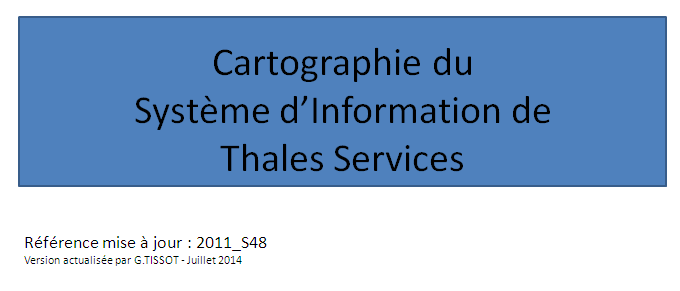 Cartographie du
Système d’Information de
Thales Services
Référence mise à jour : 2011_S48
Version actualisée par G.TISSOT - Juillet 2014